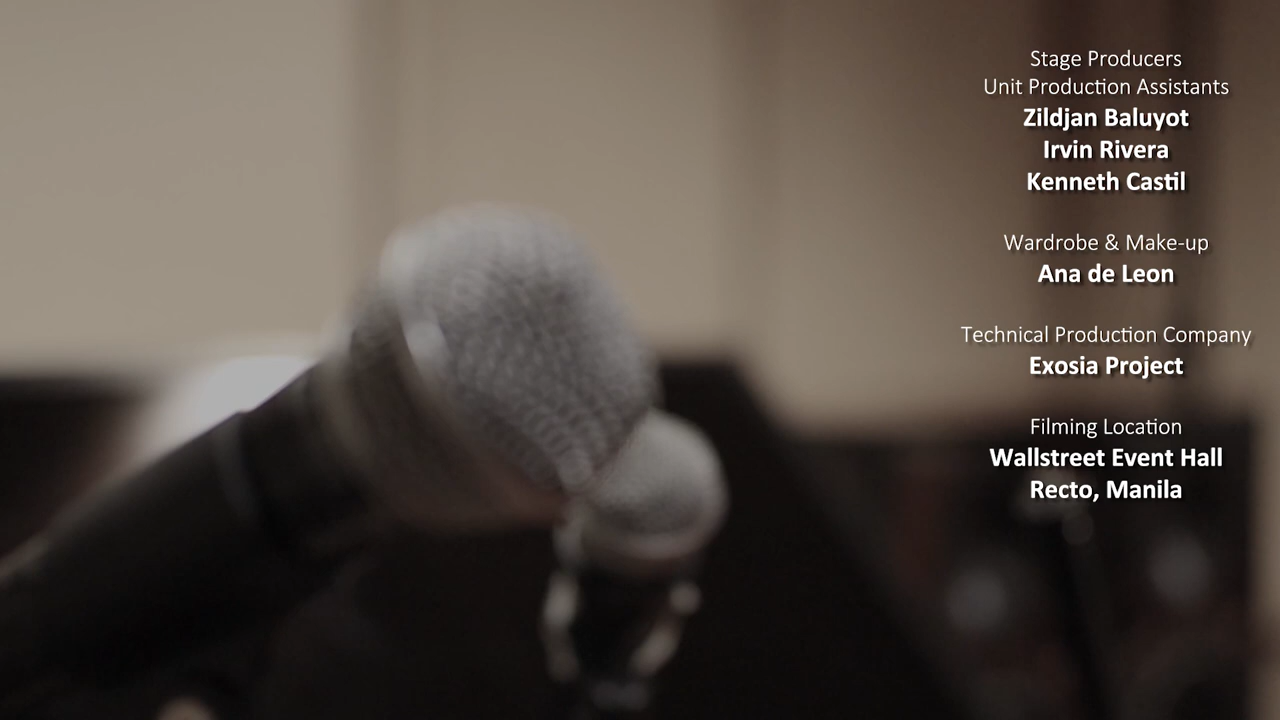 Stage Producers
Unit Production Assistants
Zildjan Baluyot
Irvin Rivera
Kenneth Castil
Wardrobe & Make-up
Ana de Leon
Technical Production Company
Exosia Project
Filming Location
Wallstreet Event Hall
Recto, Manila